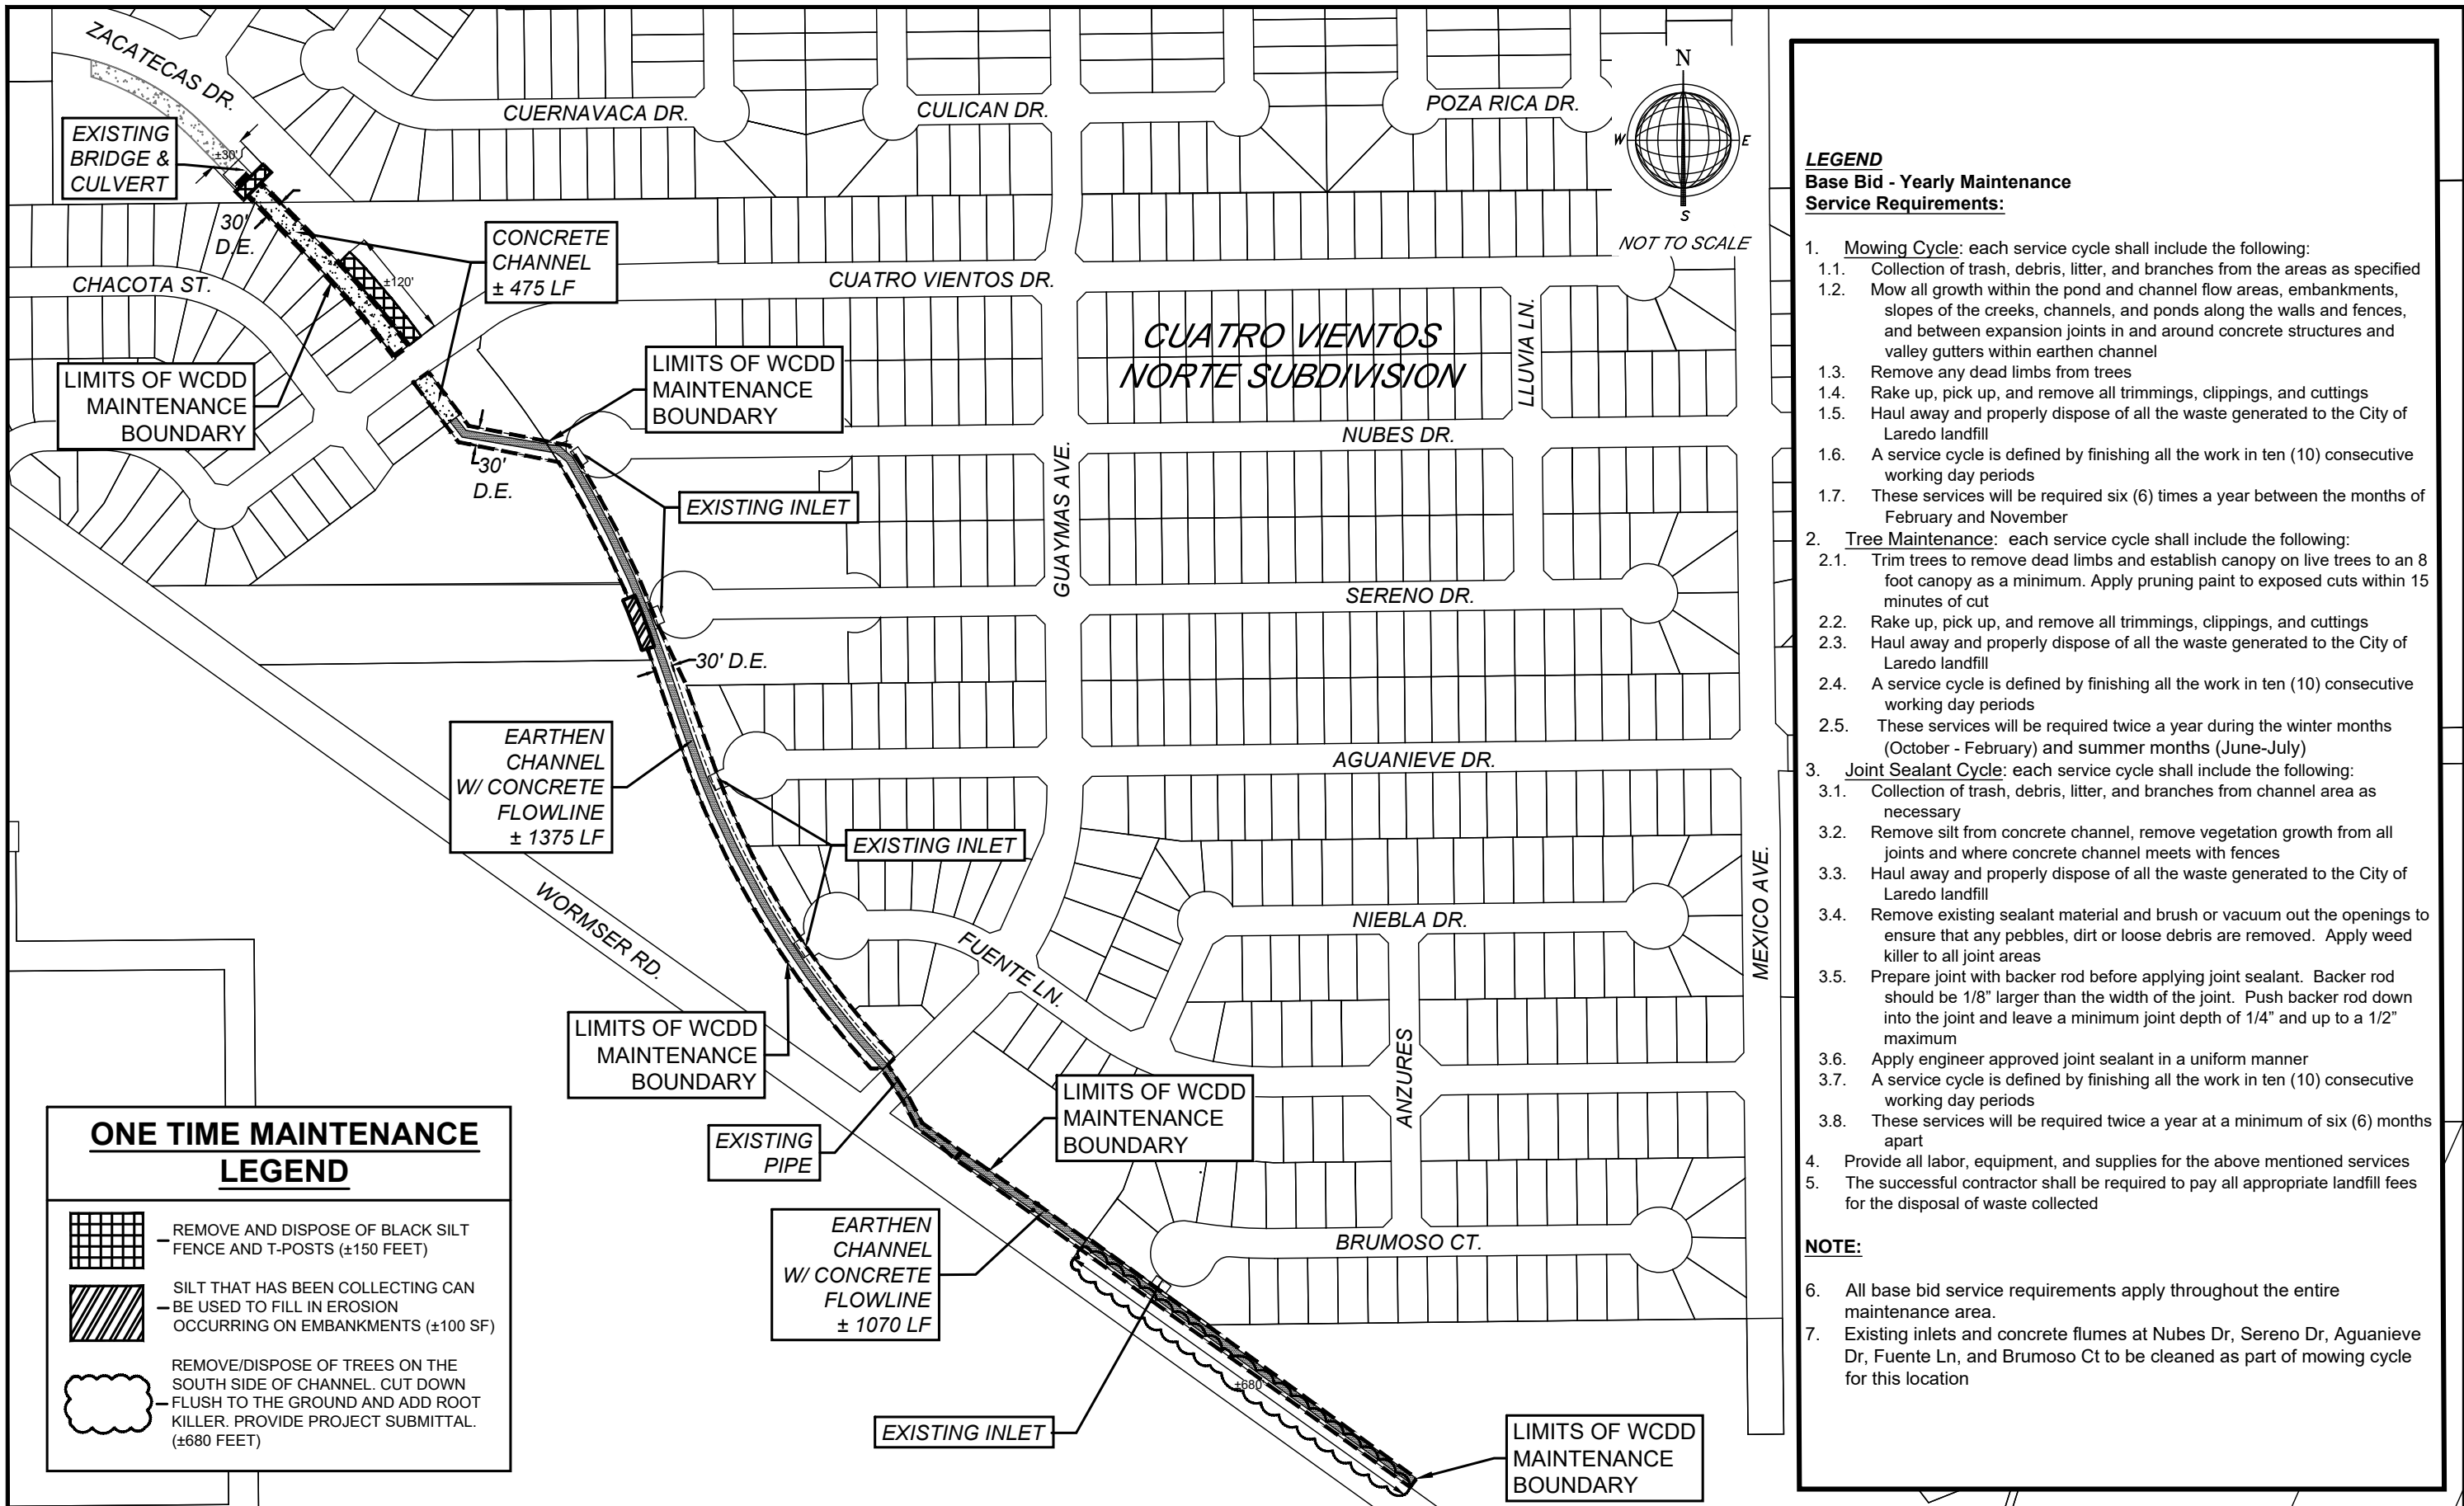 ZACATECAS DR.
EXISTING
BRIDGE &
CULVERT
±30'
30'
D.E.
CUERNAVACA DR.
CULICAN DR.
POZA RICA DR.
N
W
E
S
NOT TO SCALE
CONCRETE
CHANNEL
± 475 LF
±120'
CHACOTA ST.
CUATRO VIENTOS DR.
LIMITS OF WCDD
MAINTENANCE
BOUNDARY
LIMITS OF WCDD
MAINTENANCE
BOUNDARY
CUATRO VIENTOS
NORTE SUBDIVISION
LLUVIA LN.
30'
D.E.
NUBES DR.
GUAYMAS AVE.
EXISTING INLET
SERENO DR.
30' D.E.
EARTHEN
CHANNEL
W/ CONCRETE
FLOWLINE
± 1375 LF
AGUANIEVE DR.
EXISTING INLET
MEXICO AVE.
WORMSER RD.
FUENTE LN.
NIEBLA DR.
LIMITS OF WCDD
MAINTENANCE
BOUNDARY
ANZURES
LIMITS OF WCDD
MAINTENANCE
BOUNDARY
EXISTING
PIPE
EARTHEN
CHANNEL
W/ CONCRETE
FLOWLINE
± 1070 LF
BRUMOSO CT.
±680'
EXISTING INLET
LIMITS OF WCDD
MAINTENANCE
BOUNDARY
ONE TIME MAINTENANCE
LEGEND
REMOVE AND DISPOSE OF BLACK SILT
FENCE AND T-POSTS (±150 FEET)
SILT THAT HAS BEEN COLLECTING CAN
BE USED TO FILL IN EROSION
OCCURRING ON EMBANKMENTS (±100 SF)
REMOVE/DISPOSE OF TREES ON THE
SOUTH SIDE OF CHANNEL. CUT DOWN
FLUSH TO THE GROUND AND ADD ROOT
KILLER. PROVIDE PROJECT SUBMITTAL.
(±680 FEET)
LEGEND
Base Bid - Yearly Maintenance
Service Requirements:
1. Mowing Cycle: each service cycle shall include the following:
1.1. Collection of trash, debris, litter, and branches from the areas as specified
1.2. Mow all growth within the pond and channel flow areas, embankments,
slopes of the creeks, channels, and ponds along the walls and fences,
and between expansion joints in and around concrete structures and
valley gutters within earthen channel
1.3. Remove any dead limbs from trees
1.4. Rake up, pick up, and remove all trimmings, clippings, and cuttings
1.5. Haul away and properly dispose of all the waste generated to the City of
Laredo landfill
1.6. A service cycle is defined by finishing all the work in ten (10) consecutive
working day periods
1.7. These services will be required six (6) times a year between the months of
February and November
2. Tree Maintenance: each service cycle shall include the following:
2.1. Trim trees to remove dead limbs and establish canopy on live trees to an 8
foot canopy as a minimum. Apply pruning paint to exposed cuts within 15
minutes of cut
2.2. Rake up, pick up, and remove all trimmings, clippings, and cuttings
2.3. Haul away and properly dispose of all the waste generated to the City of
Laredo landfill
2.4. A service cycle is defined by finishing all the work in ten (10) consecutive
working day periods
2.5. These services will be required twice a year during the winter months
(October - February) and summer months (June-July)
3. Joint Sealant Cycle: each service cycle shall include the following:
3.1. Collection of trash, debris, litter, and branches from channel area as
necessary
3.2. Remove silt from concrete channel, remove vegetation growth from all
joints and where concrete channel meets with fences
3.3. Haul away and properly dispose of all the waste generated to the City of
Laredo landfill
3.4. Remove existing sealant material and brush or vacuum out the openings to
ensure that any pebbles, dirt or loose debris are removed. Apply weed
killer to all joint areas
3.5. Prepare joint with backer rod before applying joint sealant. Backer rod
should be 1/8" larger than the width of the joint. Push backer rod down
into the joint and leave a minimum joint depth of 1/4" and up to a 1/2"
maximum
3.6. Apply engineer approved joint sealant in a uniform manner
3.7. A service cycle is defined by finishing all the work in ten (10) consecutive
working day periods
3.8. These services will be required twice a year at a minimum of six (6) months
apart
4. Provide all labor, equipment, and supplies for the above mentioned services
5. The successful contractor shall be required to pay all appropriate landfill fees
for the disposal of waste collected
NOTE:
6. All base bid service requirements apply throughout the entire
maintenance area.
7. Existing inlets and concrete flumes at Nubes Dr, Sereno Dr, Aguanieve
Dr, Fuente Ln, and Brumoso Ct to be cleaned as part of mowing cycle
for this location